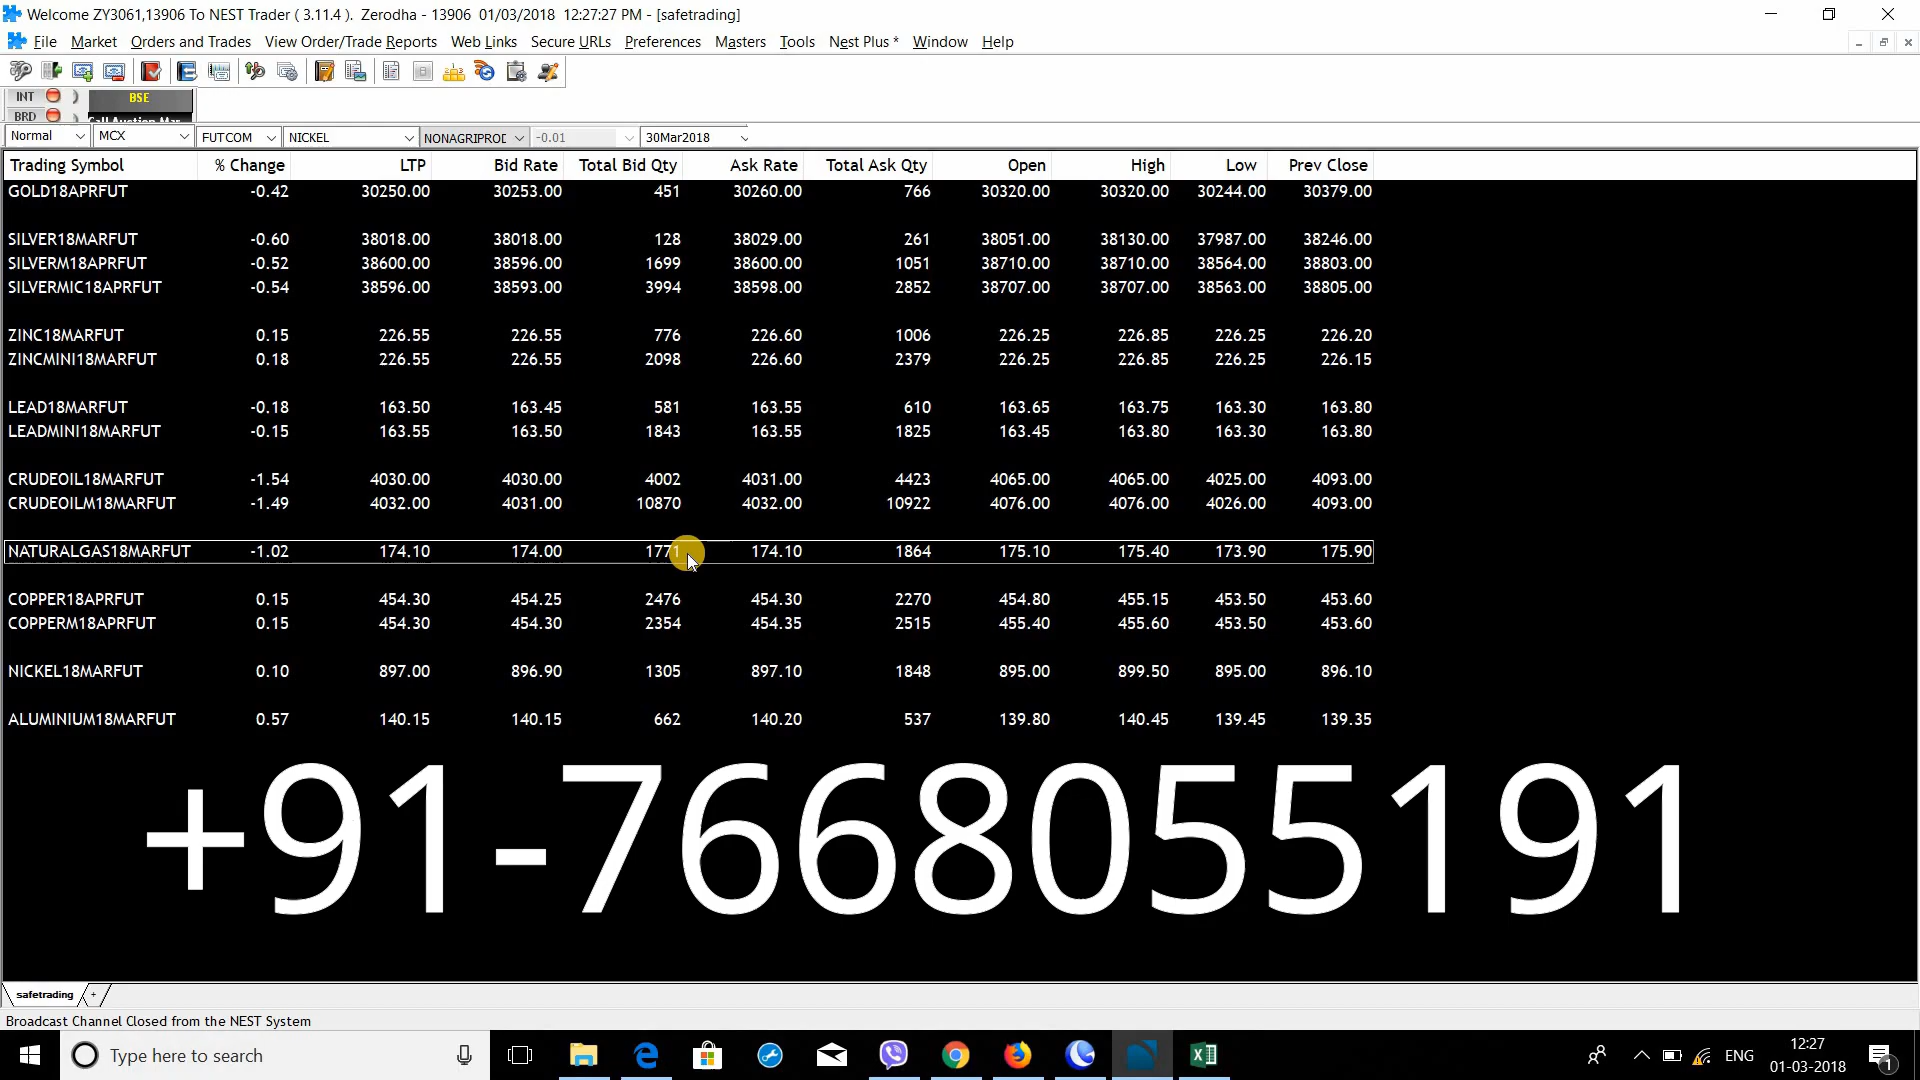 Welcome ZY3061,13906 To NEST Trader ( 3.11.4 ).  Zerodha - 13906  01/03/2018  12:27:27 PM - [safetrading]
File Market Orders and Trades View Order/Trade Reports Web Links Secure URLs Preferences Masters Tools Nest Plus * Window Help
INT BSE
BRD
Normal MCX FUTCOM NICKEL NONAGRIPROD -0.01 30Mar2018
Trading Symbol % Change LTP Bid Rate Total Bid Qty Ask Rate Total Ask Qty Open High Low Prev Close
GOLD18APRFUT -0.42 30250.00 30253.00 451 30260.00 766 30320.00 30320.00 30244.00 30379.00
SILVER18MARFUT -0.60 38018.00 38018.00 128 38029.00 261 38051.00 38130.00 37987.00 38246.00
SILVERM18APRFUT -0.52 38600.00 38596.00 1699 38600.00 1051 38710.00 38710.00 38564.00 38803.00
SILVERMIC18APRFUT -0.54 38596.00 38593.00 3994 38598.00 2852 38707.00 38707.00 38563.00 38805.00
ZINC18MARFUT 0.15 226.55 226.55 776 226.60 1006 226.25 226.85 226.25 226.20
ZINCMINI18MARFUT 0.18 226.55 226.55 2098 226.60 2379 226.25 226.85 226.25 226.15
LEAD18MARFUT -0.18 163.50 163.45 581 163.55 610 163.65 163.75 163.30 163.80
LEADMINI18MARFUT -0.15 163.55 163.50 1843 163.55 1825 163.45 163.80 163.30 163.80
CRUDEOIL18MARFUT -1.54 4030.00 4030.00 4002 4031.00 4423 4065.00 4065.00 4025.00 4093.00
CRUDEOILM18MARFUT -1.49 4032.00 4031.00 10870 4032.00 10922 4076.00 4076.00 4026.00 4093.00
NATURALGAS18MARFUT -1.02 174.10 174.00 1771 174.10 1864 175.10 175.40 173.90 175.90
COPPER18APRFUT 0.15 454.30 454.25 2476 454.30 2270 454.80 455.15 453.50 453.60
COPPERM18APRFUT 0.15 454.30 454.30 2354 454.35 2515 455.40 455.60 453.50 453.60
NICKEL18MARFUT 0.10 897.00 896.90 1305 897.10 1848 895.00 899.50 895.00 896.10
ALUMINIUM18MARFUT 0.57 140.15 140.15 662 140.20 537 139.80 140.45 139.45 139.35
+91-7668055191
safetrading +
Broadcast Channel Closed from the NEST System
Type here to search ENG 12:27
01-03-2018 1